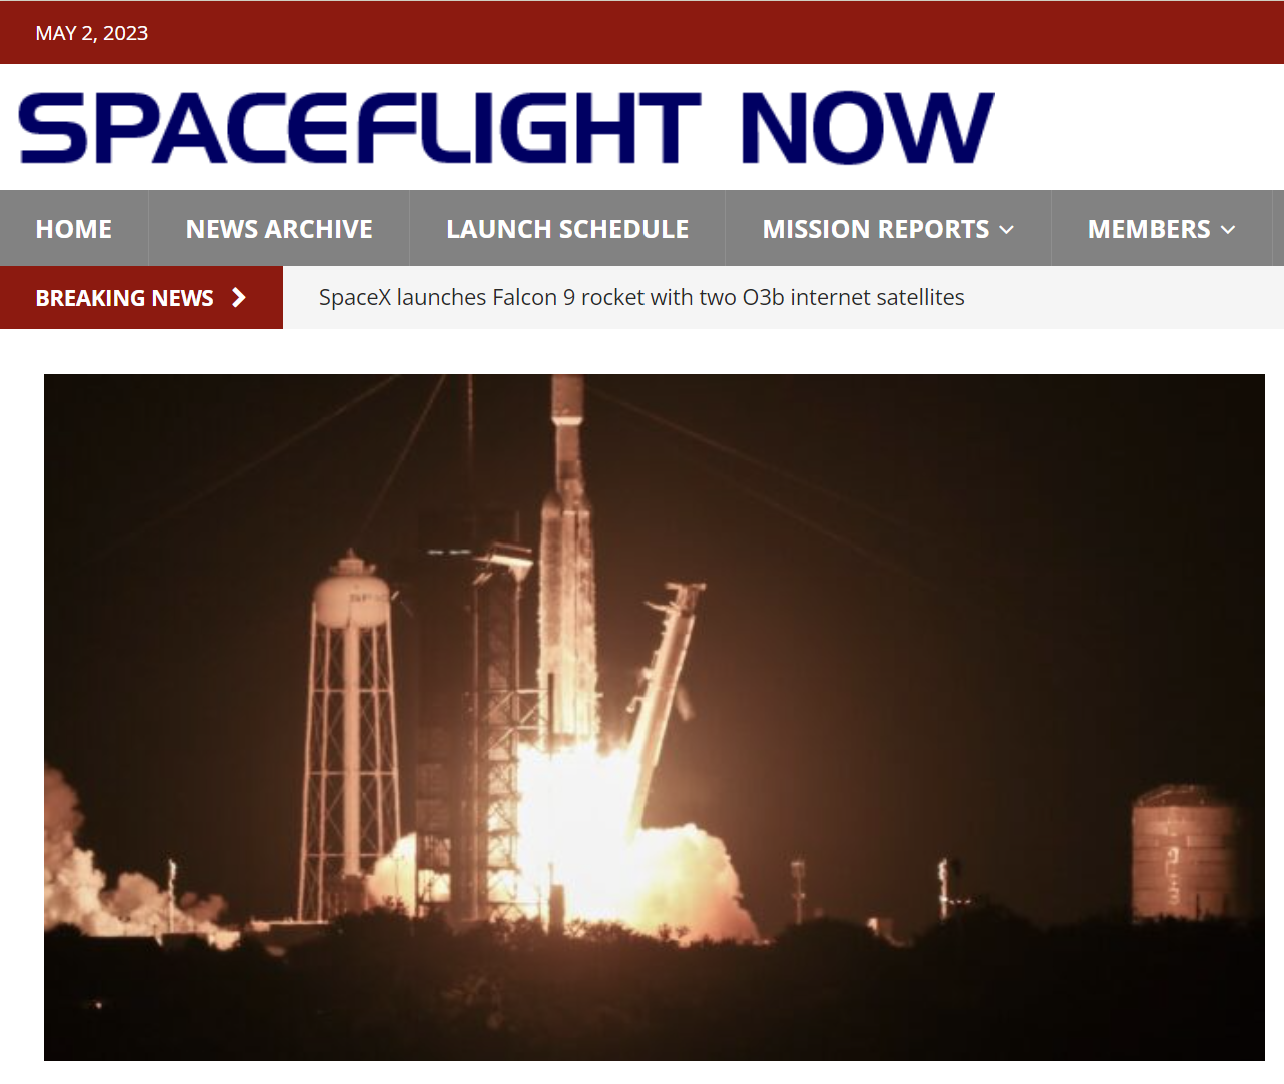 MAY 2, 2023
SPACEFLIGHT NOW
HOME NEWS ARCHIVE LAUNCH SCHEDULE MISSION REPORTS MEMBERS
BREAKING NEWS SpaceX launches Falcon 9 rocket with two O3b internet satellites